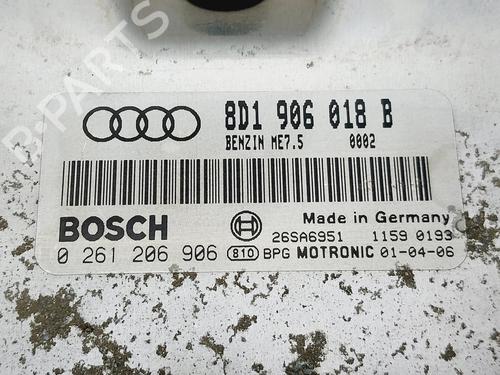 8D1 906 018 B
BENZIN ME7.5 0002
BOSCH
Made in Germany
26SA6951 1159 0193
0 261 206 906 810 BPG MOTRONIC 01-04-06
B-PARTS